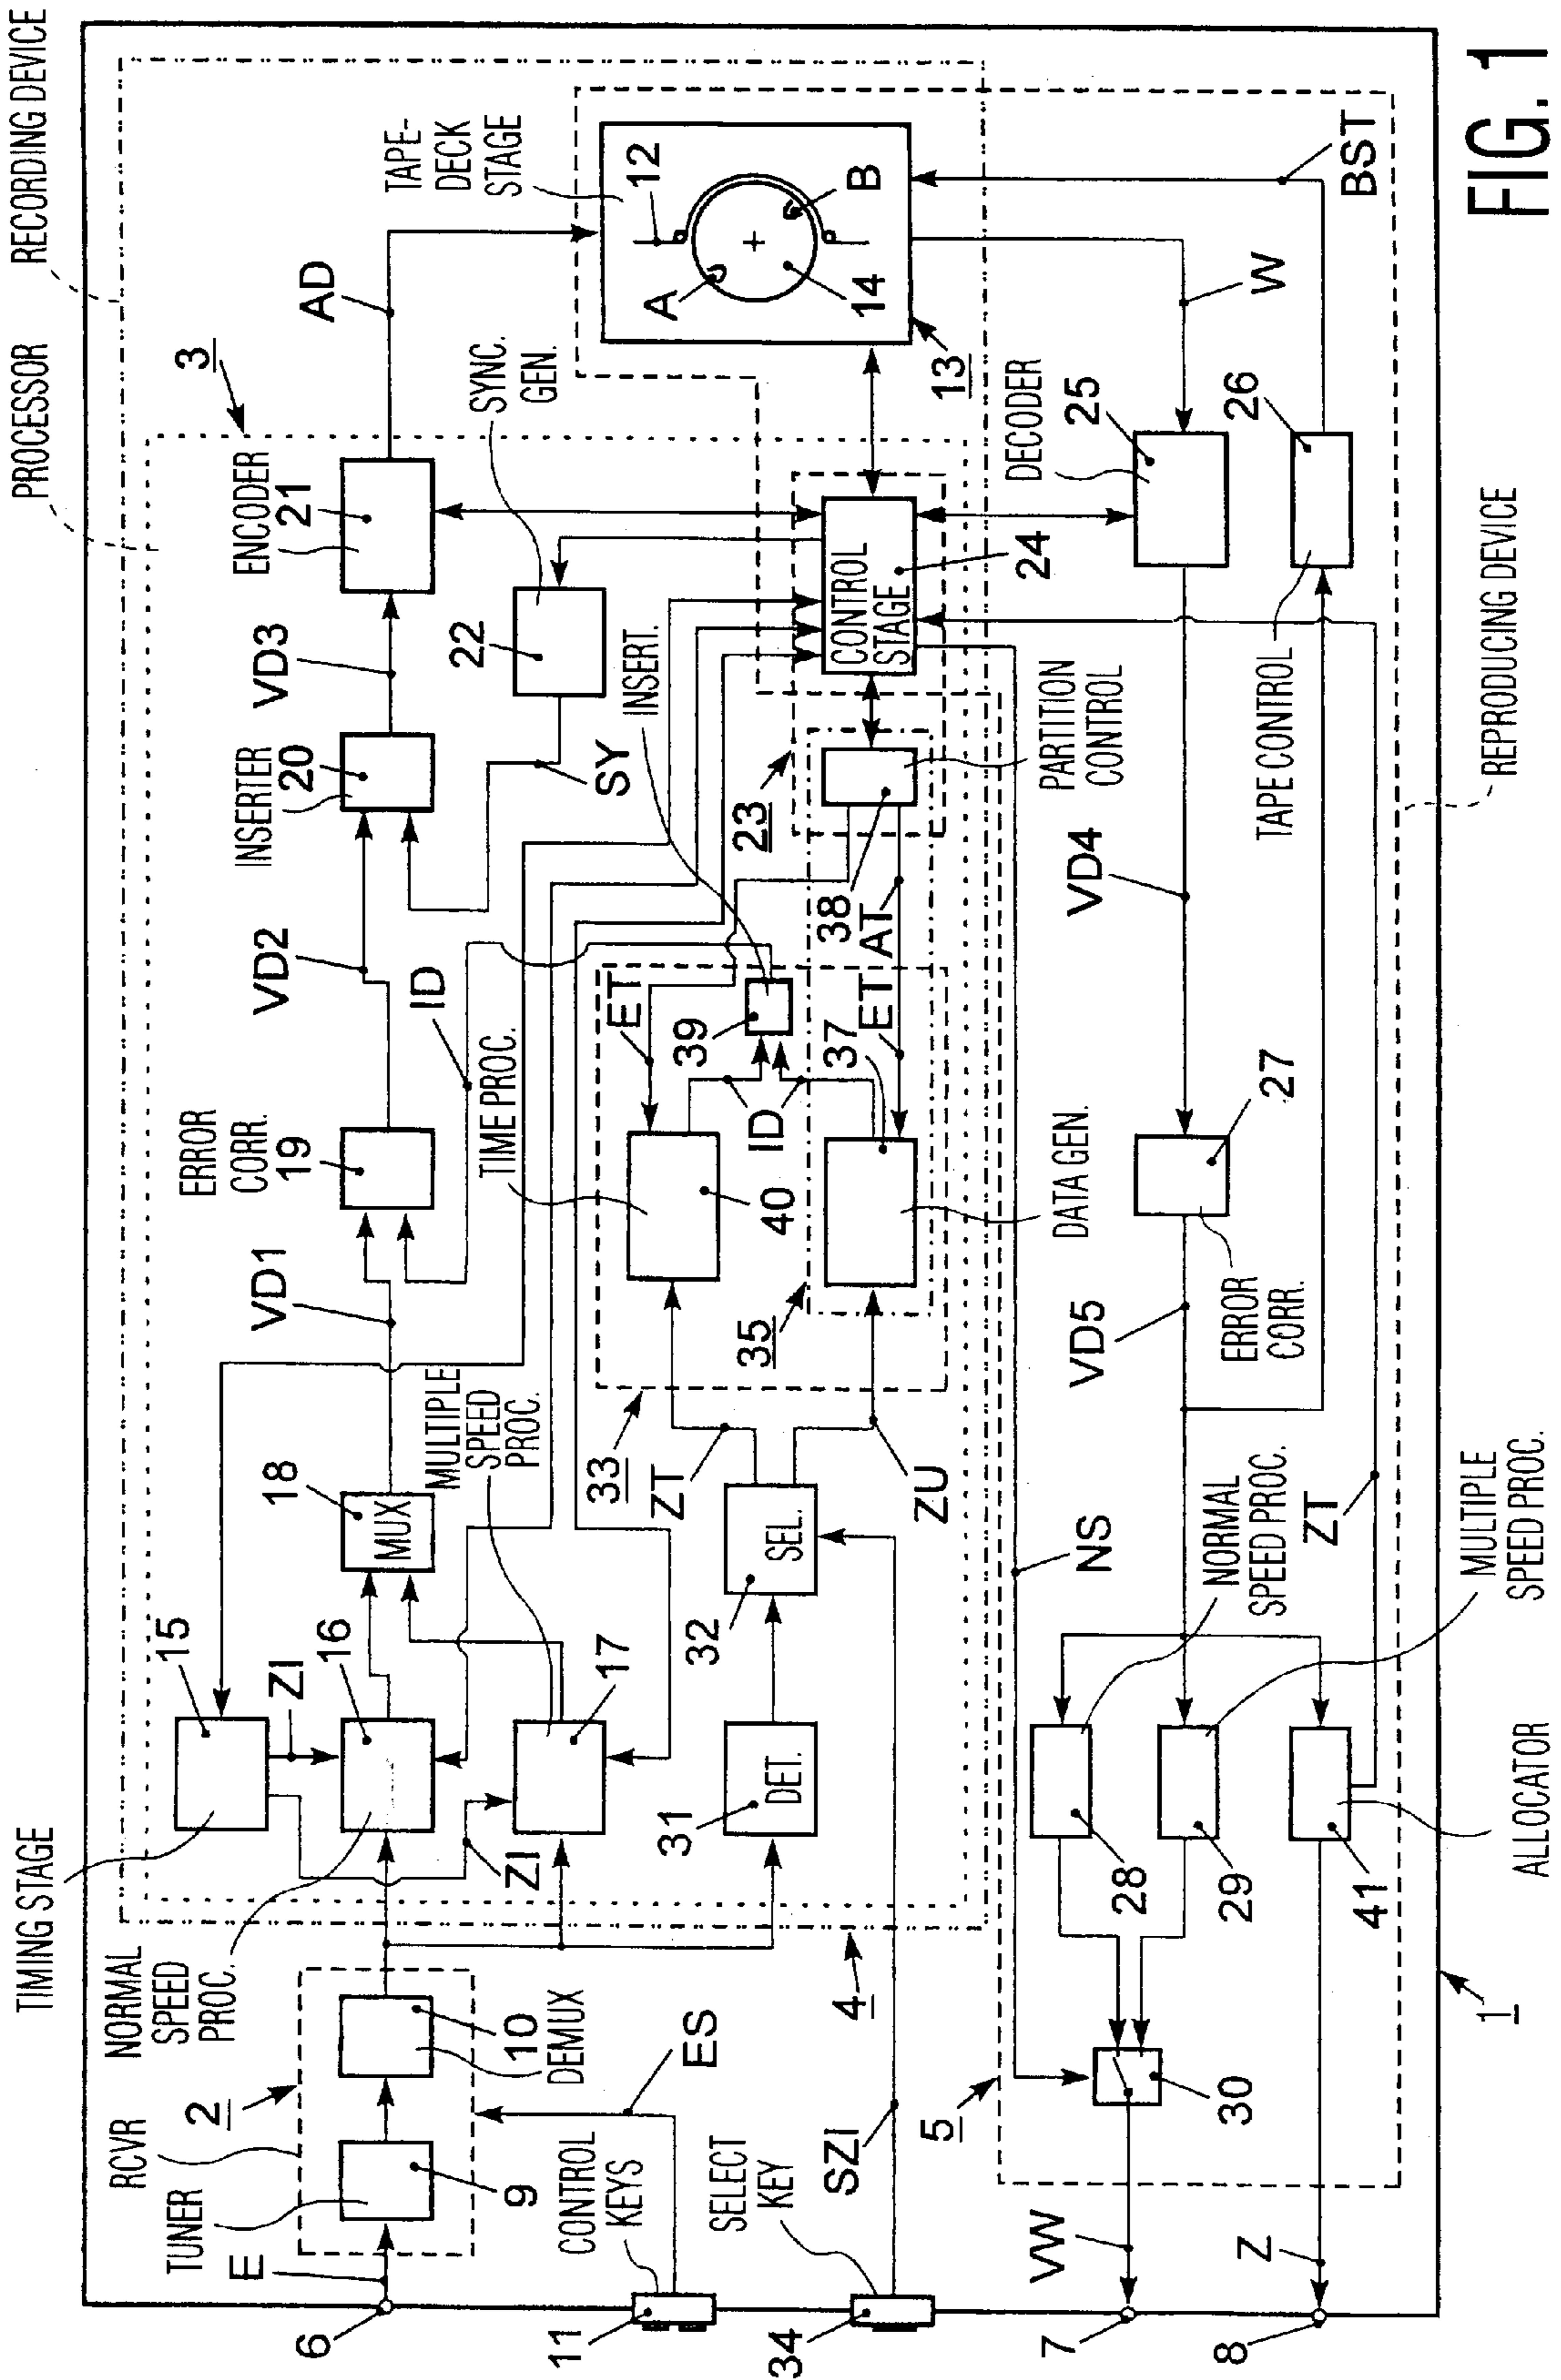 RECORDING DEVICE
PROCESSOR
TIMING STAGE
3
AD
TAPE-
DECK
STAGE
12
A
B
14
13
ENCODER
21
SYNC.
GEN.
22
VD3
INSERTER
20
SY
VD2
ID
ERROR
CORR.
19
VD1
MUX
18
MULTIPLE
SPEED
PROC.
15
ZI
16
17
ZI
NORMAL
SPEED
PROC.
RCVR
2
TUNER
9
10
DEMUX
E
6
CONTROL
KEYS
11
ES
SELECT
KEY
34
SZI
4
31
DET.
32
SEL.
ZT
ZU
33
35
TIME PROC.
40
ET
39
ID
37
ET
AT
38
INSERT.
23
CONTROL
STAGE
24
PARTITION
CONTROL
DATA GEN.
DECODER
25
26
TAPE CONTROL
W
BST
VD4
27
ERROR
CORR.
VD5
NS
NORMAL
SPEED PROC.
ZT
MULTIPLE
SPEED PROC.
28
29
41
ALLOCATOR
30
5
VW
7
Z
8
1
REPRODUCING DEVICE
FIG. 1